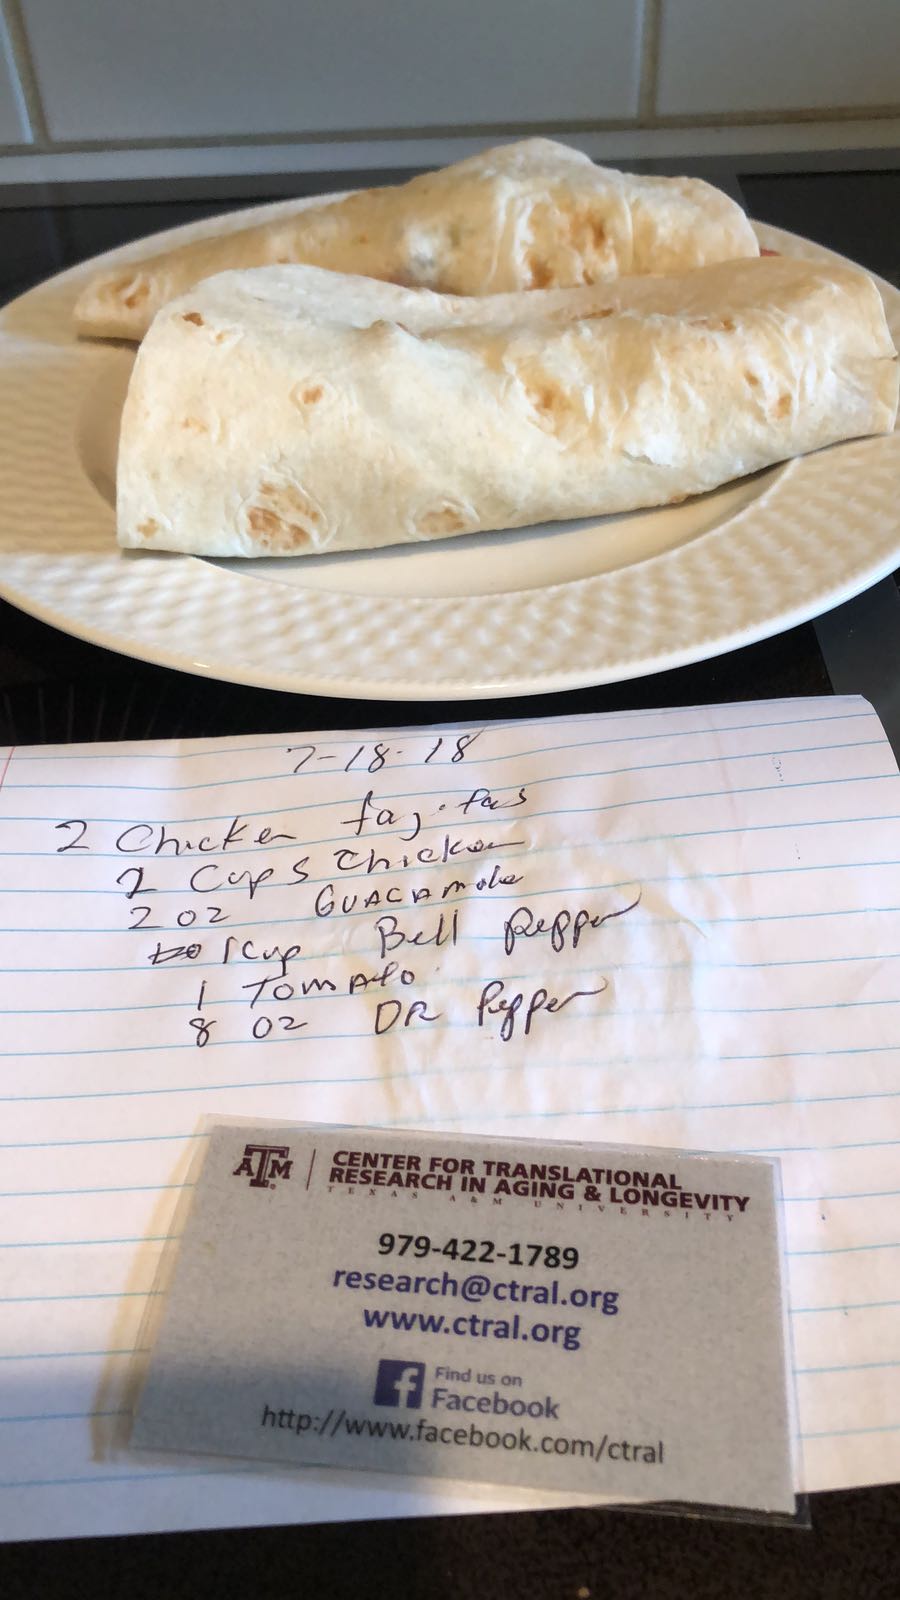 7-18-18
2 Chicken fajitas
2 Cups Chicken
2 oz Guacamole
1 Cup Bell Pepper
1 Tomato
8 oz DR Pepper
ATM | CENTER FOR TRANSLATIONAL
RESEARCH IN AGING & LONGEVITY
TEXAS A&M UNIVERSITY
979-422-1789
research@ctral.org
www.ctral.org
f Find us on
Facebook
http://www.facebook.com/ctral